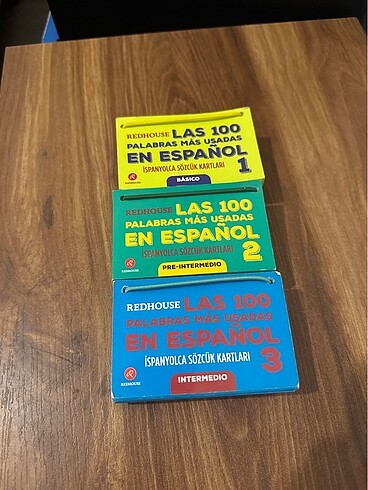 REDHOUSE LAS 100
PALABRAS MÁS USADAS
EN ESPAÑOL
İSPANYOLCA SÖZCÜK KARTLARI 1
REDHOUSE
BÁSICO
REDHOUSE LAS 100
PALABRAS MÁS USADAS
EN ESPAÑOL
İSPANYOLCA SÖZCÜK KARTLARI 2
REDHOUSE
PRE-INTERMEDIO
REDHOUSE LAS 100
PALABRAS MÁS USADAS
EN ESPAÑOL
İSPANYOLCA SÖZCÜK KARTLARI 3
REDHOUSE
INTERMEDIO